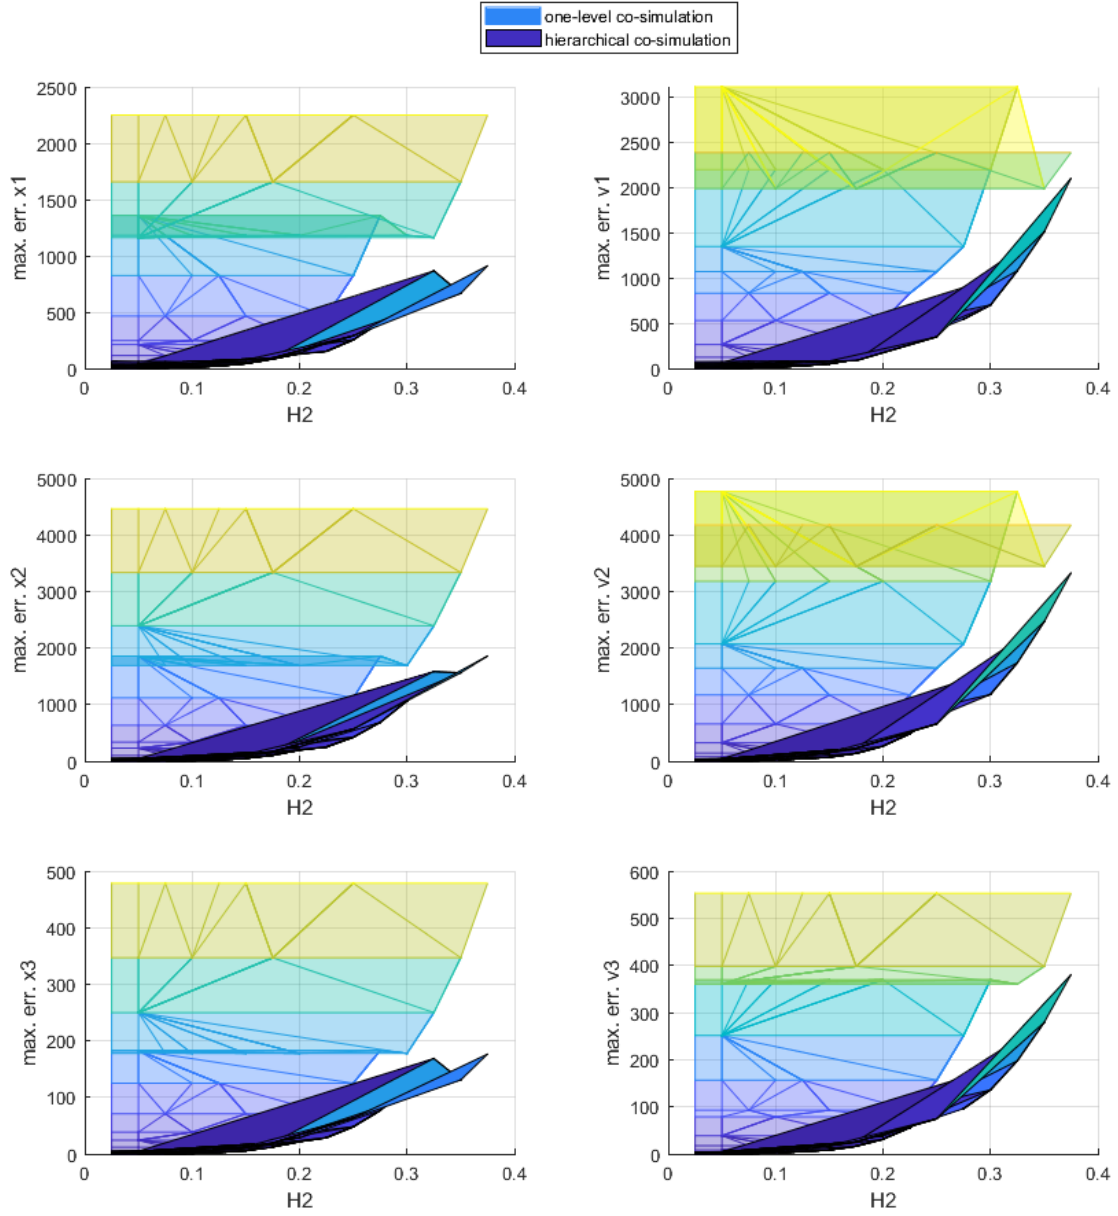 one-level co-simulation
hierarchical co-simulation
2500
2000
1500
1000
500
0
max. err. x1
0 0.1 0.2 0.3 0.4
H2
3000
2500
2000
1500
1000
500
0
max. err. v1
0 0.1 0.2 0.3 0.4
H2
5000
4000
3000
2000
1000
0
max. err. x2
0 0.1 0.2 0.3 0.4
H2
5000
4000
3000
2000
1000
0
max. err. v2
0 0.1 0.2 0.3 0.4
H2
500
400
300
200
100
0
max. err. x3
0 0.1 0.2 0.3 0.4
H2
600
500
400
300
200
100
0
max. err. v3
0 0.1 0.2 0.3 0.4
H2